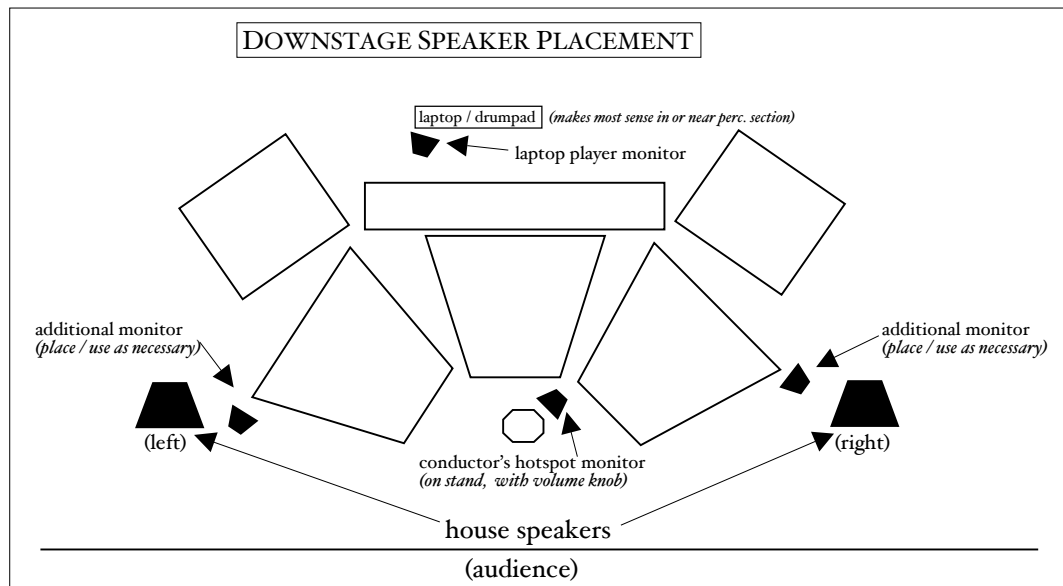 DOWNSTAGE SPEAKER PLACEMENT
laptop / drumpad (makes most sense in or near perc. section)
laptop player monitor
additional monitor
(place / use as necessary)
additional monitor
(place / use as necessary)
(left)
(right)
conductor's hotspot monitor
(on stand, with volume knob)
house speakers
(audience)